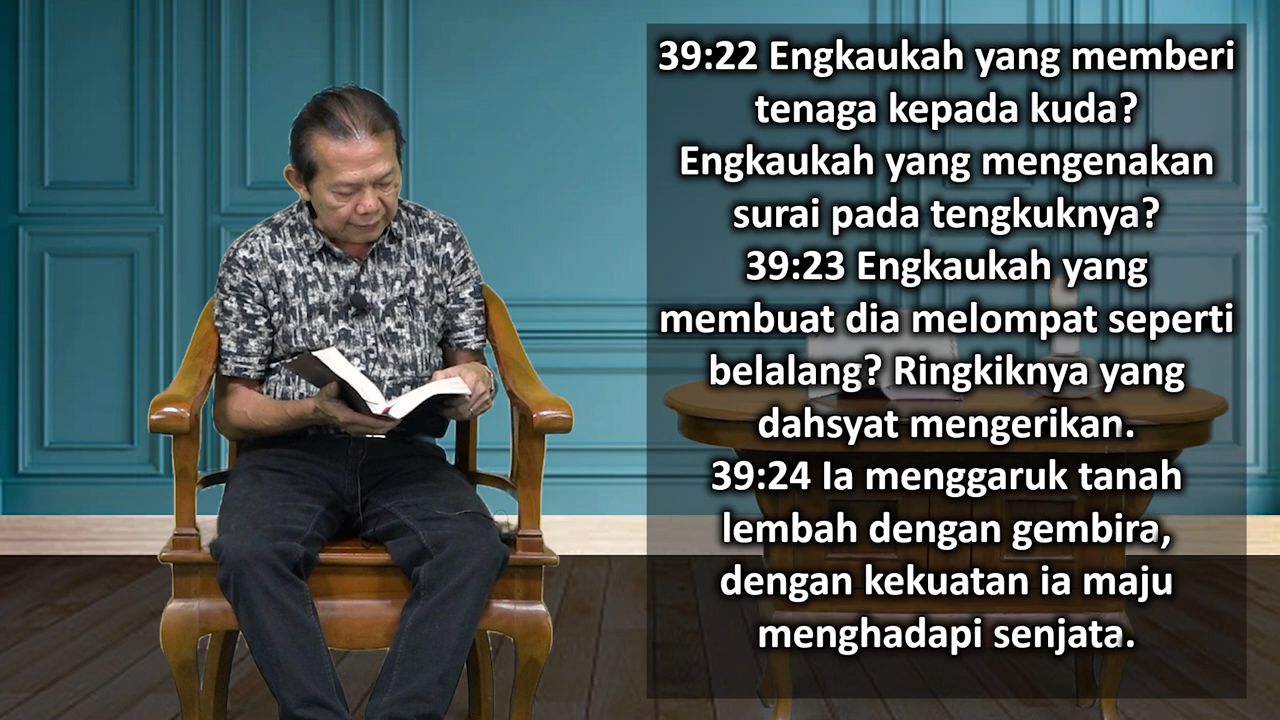 39:22 Engkaukah yang memberi
tenaga kepada kuda?
Engkaukah yang mengenakan
surai pada tengkuknya?
39:23 Engkaukah yang
membuat dia melompat seperti
belalang? Ringkiknya yang
dahsyat mengerikan.
39:24 Ia menggaruk tanah
lembah dengan gembira,
dengan kekuatan ia maju
menghadapi senjata.